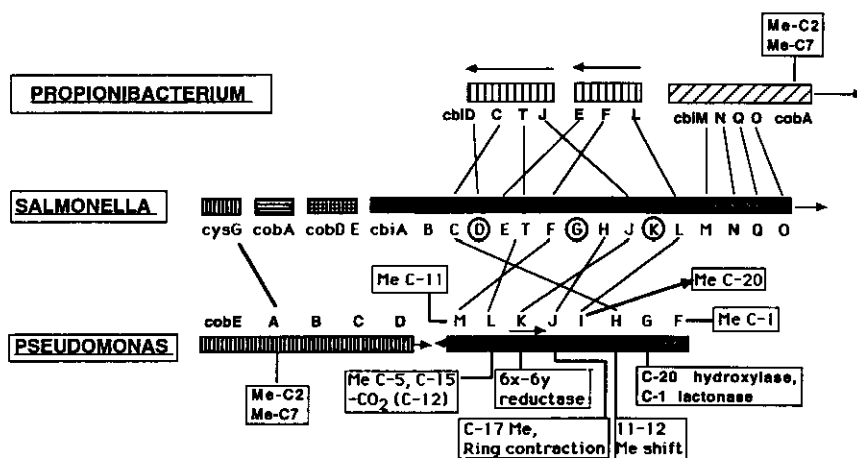 Me-C2
Me-C7
PROPIONIBACTERIUM
cbiD C T J E F L cbiM N Q O cobA
SALMONELLA
cysG cobA cobD E cbiA B C D E T F G H J K L M N Q O
Me C-11
Me C-20
cobE A B C D M L K J I H G F
Me C-1
PSEUDOMONAS
Me-C2
Me-C7
Me C-5, C-15
-CO₂ (C-12)
6x-6y
reductase
C-20 hydroxylase,
C-1 lactonase
C-17 Me,
Ring contraction
11-12
Me shift